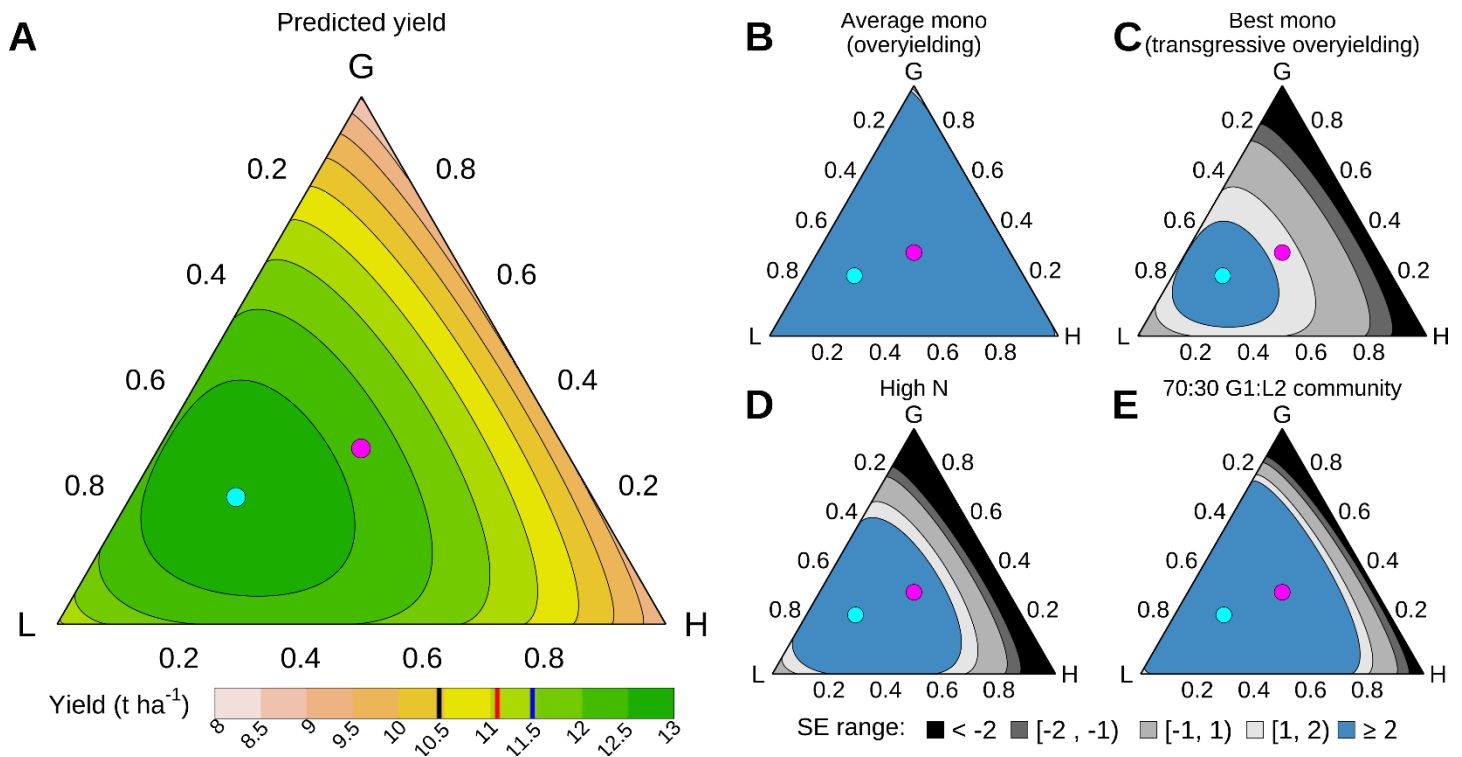 A
Predicted yield
G
0.2
0.8
0.4
0.6
0.6
0.4
0.8
0.2
L
H
0.2 0.4 0.6 0.8
Yield (t ha-1)
8 8.5 9 9.5 10 10.5 11 11.5 12 12.5 13
B
Average mono
(overyielding)
G
0.2 0.8
0.4 0.6
0.6 0.4
0.8 0.2
L H
0.2 0.4 0.6 0.8
C
Best mono
(transgressive overyielding)
G
0.2 0.8
0.4 0.6
0.6 0.4
0.8 0.2
L H
0.2 0.4 0.6 0.8
D
High N
G
0.2 0.8
0.4 0.6
0.6 0.4
0.8 0.2
L H
0.2 0.4 0.6 0.8
E
70:30 G1:L2 community
G
0.2 0.8
0.4 0.6
0.6 0.4
0.8 0.2
L H
0.2 0.4 0.6 0.8
SE range: < -2 [-2 , -1) [-1, 1) [1, 2) ≥ 2